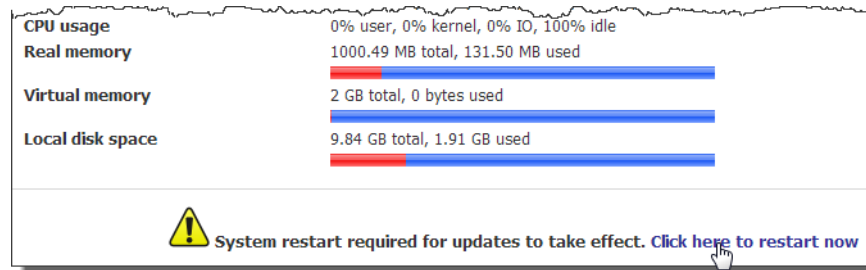 CPU usage 0% user, 0% kernel, 0% IO, 100% idle
Real memory 1000.49 MB total, 131.50 MB used
Virtual memory 2 GB total, 0 bytes used
Local disk space 9.84 GB total, 1.91 GB used
System restart required for updates to take effect. Click here to restart now